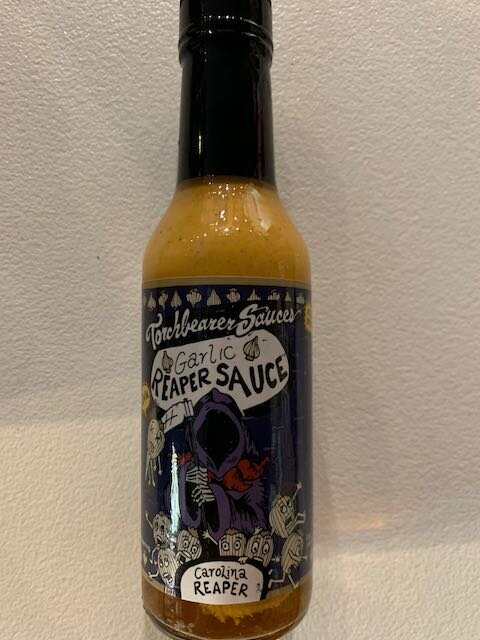 Torchbearer Sauces
Garlic
REAPER SAUCE
Carolina
REAPER